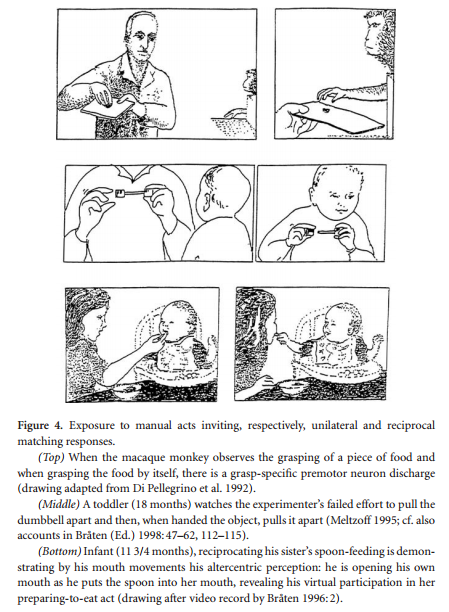 Figure 4. Exposure to manual acts inviting, respectively, unilateral and reciprocal
matching responses.
(Top) When the macaque monkey observes the grasping of a piece of food and
when grasping the food by itself, there is a grasp-specific premotor neuron discharge
(drawing adapted from Di Pellegrino et al. 1992).
(Middle) A toddler (18 months) watches the experimenter's failed effort to pull the
dumbbell apart and then, when handed the object, pulls it apart (Meltzoff 1995; cf. also
accounts in Bråten (Ed.) 1998:47–62, 112–115).
(Bottom) Infant (11 3/4 months), reciprocating his sister's spoon-feeding is demon-
strating by his mouth movements his altercentric perception: he is opening his own
mouth as he puts the spoon into her mouth, revealing his virtual participation in her
preparing-to-eat act (drawing after video record by Bråten 1996:2).